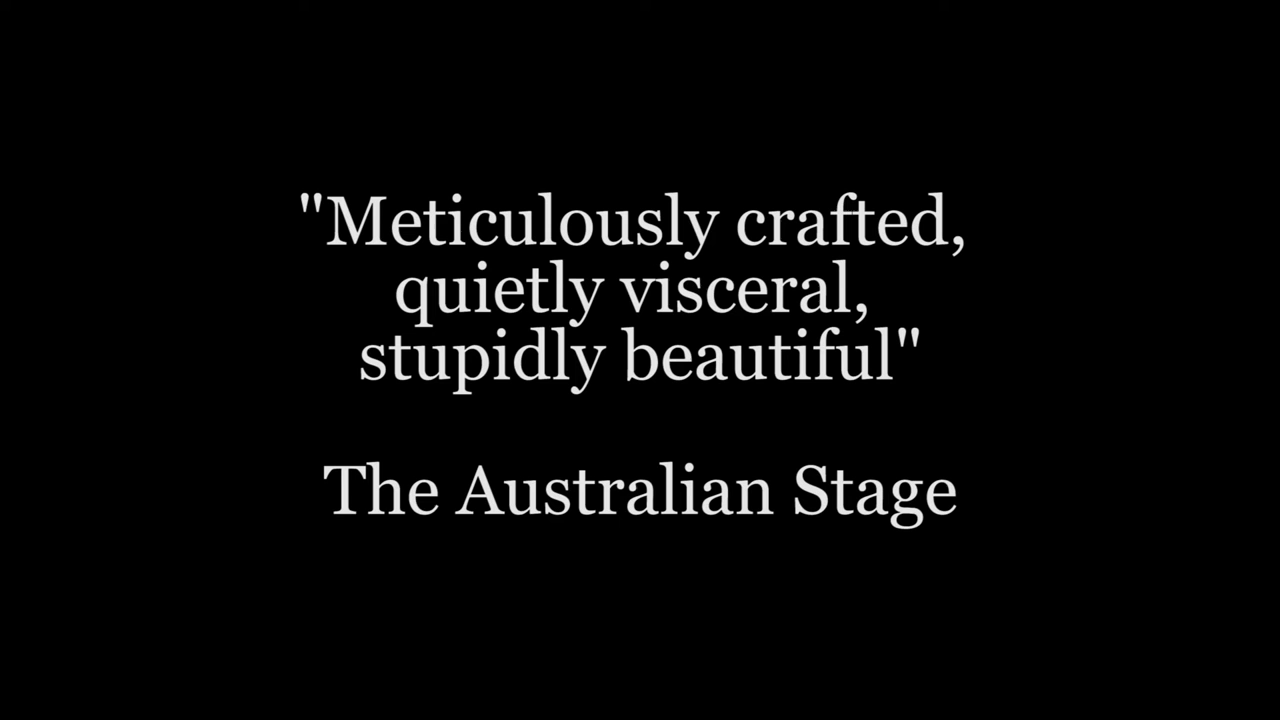 "Meticulously crafted,
quietly visceral,
stupidly beautiful"
The Australian Stage